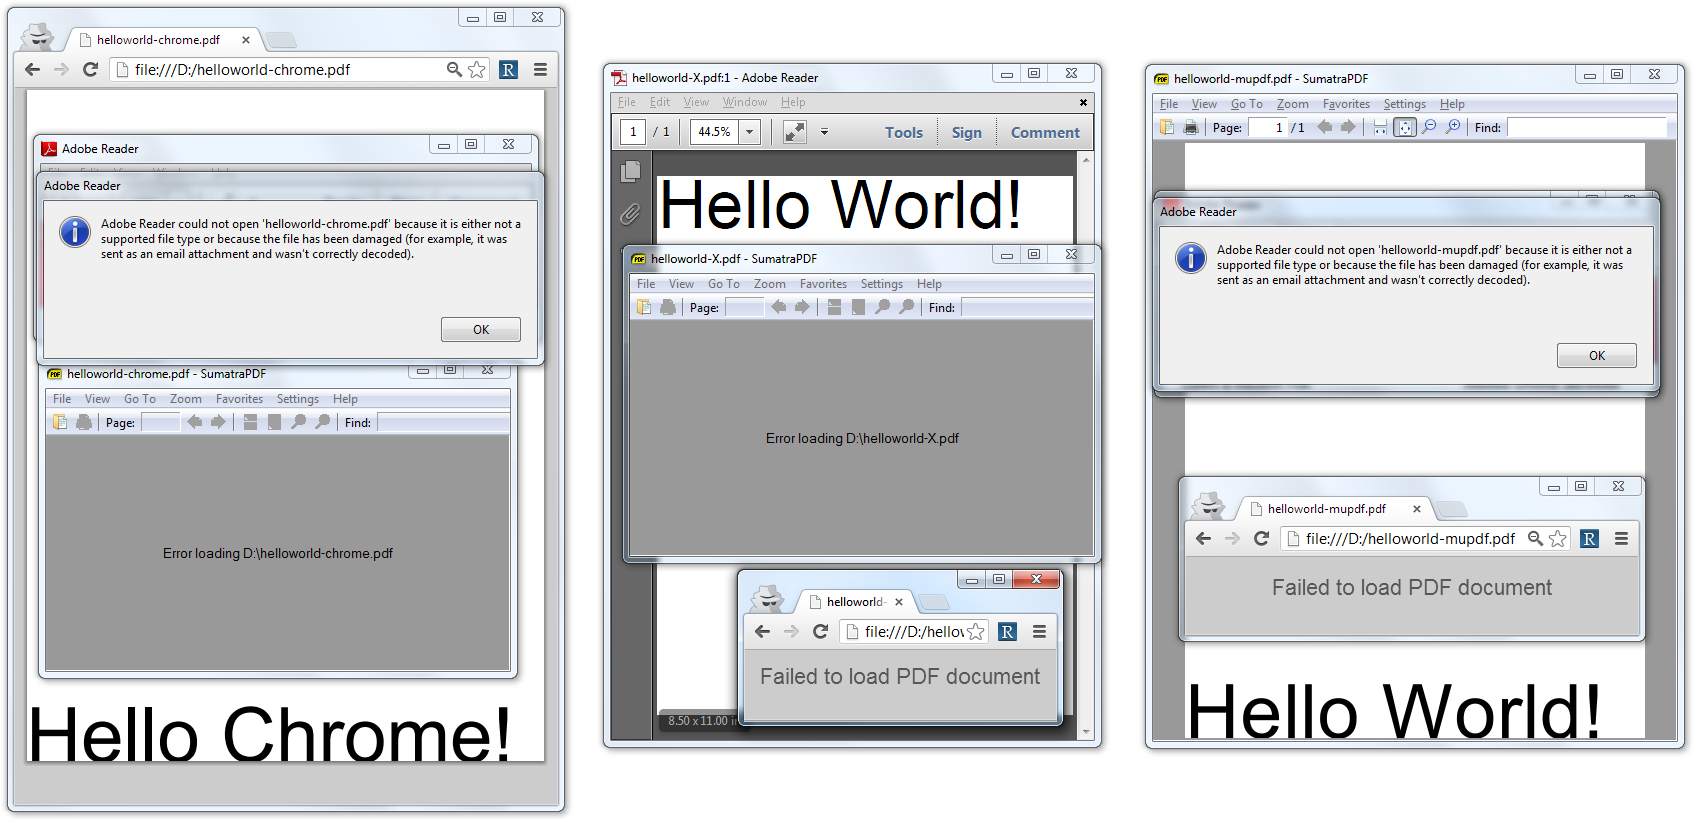 helloworld-chrome.pdf
file:///D:/helloworld-chrome.pdf
R
Adobe Reader
Adobe Reader
Adobe Reader could not open 'helloworld-chrome.pdf' because it is either not a
supported file type or because the file has been damaged (for example, it was
sent as an email attachment and wasn't correctly decoded).
OK
PDF helloworld-chrome.pdf - SumatraPDF
File View Go To Zoom Favorites Settings Help
Page: Find:
Error loading D:\helloworld-chrome.pdf
Hello Chrome!
helloworld-X.pdf:1 - Adobe Reader
File Edit View Window Help
1 / 1 44.5% Tools Sign Comment
Hello World!
PDF helloworld-X.pdf - SumatraPDF
File View Go To Zoom Favorites Settings Help
Page: Find:
Error loading D:\helloworld-X.pdf
helloworld-
file:///D:/hellow
R
Failed to load PDF document
8.50 x 11.00 in
PDF helloworld-mupdf.pdf - SumatraPDF
File View Go To Zoom Favorites Settings Help
Page: 1 / 1 Find:
Adobe Reader
Adobe Reader could not open 'helloworld-mupdf.pdf' because it is either not a
supported file type or because the file has been damaged (for example, it was
sent as an email attachment and wasn't correctly decoded).
OK
helloworld-mupdf.pdf
file:///D:/helloworld-mupdf.pdf
R
Failed to load PDF document
Hello World!